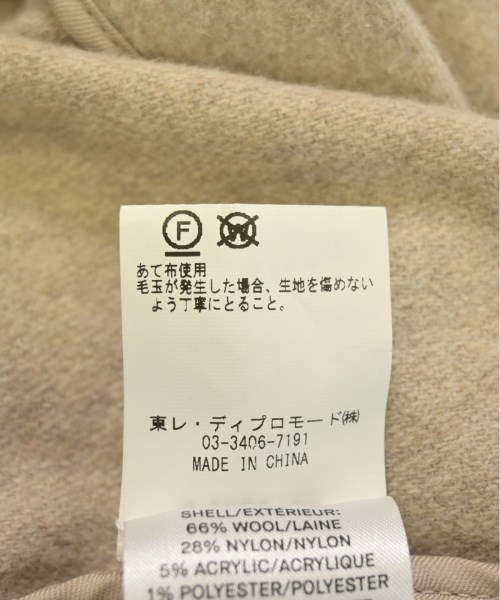 F W
あて布使用
毛玉が発生した場合、生地を傷めない
よう丁寧にとること。
東レ・ディプロモード(株)
03-3406-7191
MADE IN CHINA
SHELL/EXTÉRIEUR:
66% WOOL/LAINE
28% NYLON/NYLON
5% ACRYLIC/ACRYLIQUE
1% POLYESTER/POLYESTER